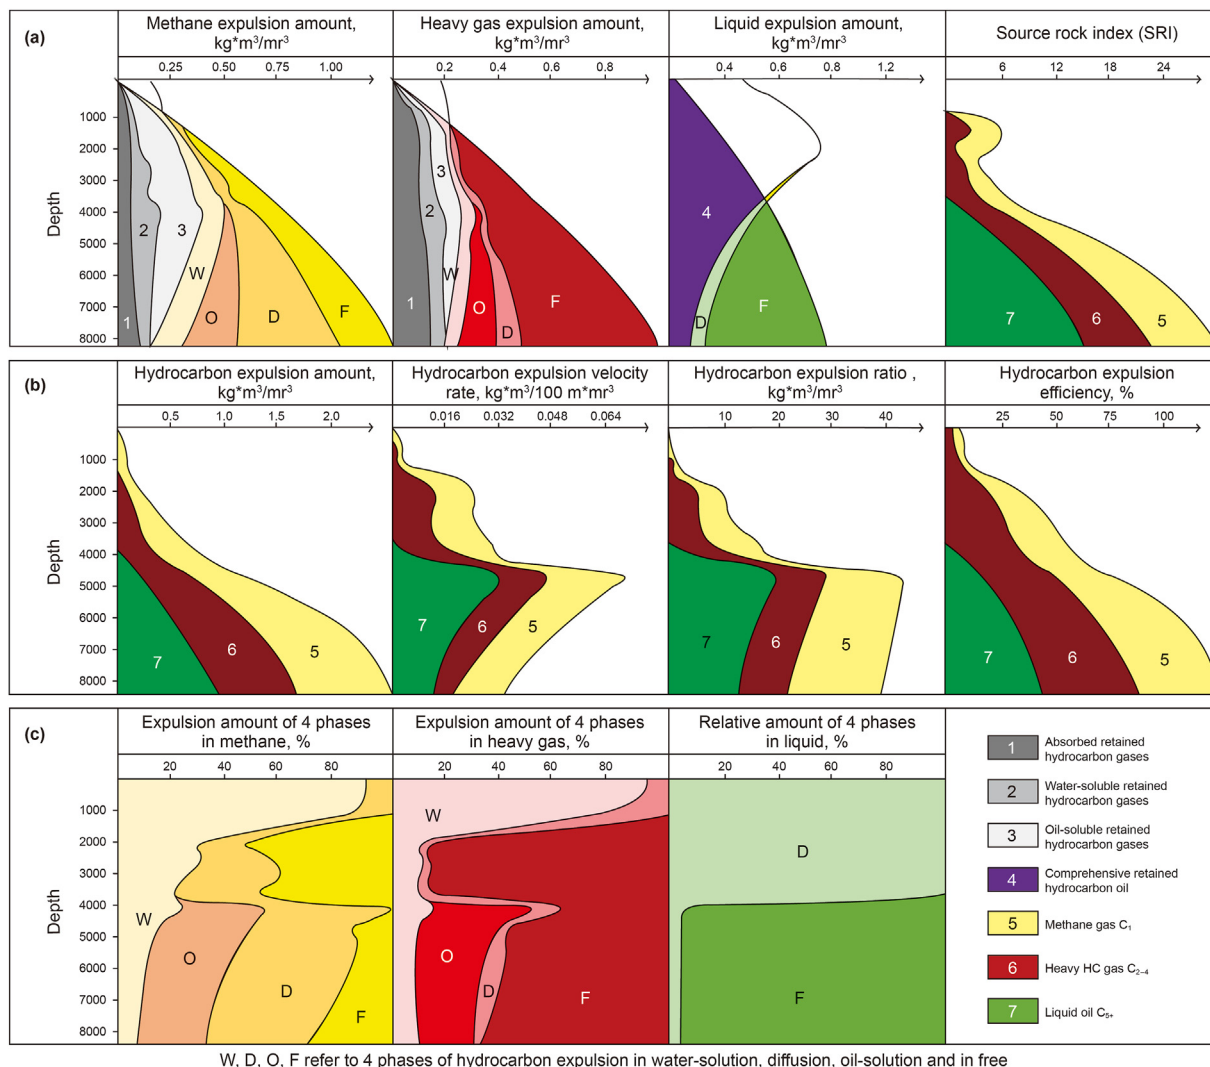 (a)
Methane expulsion amount,
kg*m³/mr³
0.25 0.50 0.75 1.00
Heavy gas expulsion amount,
kg*m³/mr³
0.2 0.4 0.6 0.8
Liquid expulsion amount,
kg*m³/mr³
0.4 0.6 0.8 1.2
Source rock index (SRI)
6 12 18 24
Depth
1000
2000
3000
4000
5000
6000
7000
8000
1 2 3 W O D F
1 2 3 W O D F
4 D F
7 6 5
(b)
Hydrocarbon expulsion amount,
kg*m³/mr³
0.5 1.0 1.5 2.0
Hydrocarbon expulsion velocity
rate, kg*m³/100 m*mr³
0.016 0.032 0.048 0.064
Hydrocarbon expulsion ratio ,
kg*m³/mr³
10 20 30 40
Hydrocarbon expulsion
efficiency, %
25 50 75 100
Depth
1000
2000
3000
4000
5000
6000
7000
8000
7 6 5
7 6 5
7 6 5
7 6 5
(c)
Expulsion amount of 4 phases
in methane, %
20 40 60 80
Expulsion amount of 4 phases
in heavy gas, %
20 40 60 80
Relative amount of 4 phases
in liquid, %
20 40 60 80
Depth
1000
2000
3000
4000
5000
6000
7000
8000
W O D F
W O D F
D F
1 Absorbed retained
hydrocarbon gases
2 Water-soluble retained
hydrocarbon gases
3 Oil-soluble retained
hydrocarbon gases
4 Comprehensive retained
hydrocarbon oil
5 Methane gas C₁
6 Heavy HC gas C₂₋₄
7 Liquid oil C₅₊
W, D, O, F refer to 4 phases of hydrocarbon expulsion in water-solution, diffusion, oil-solution and in free